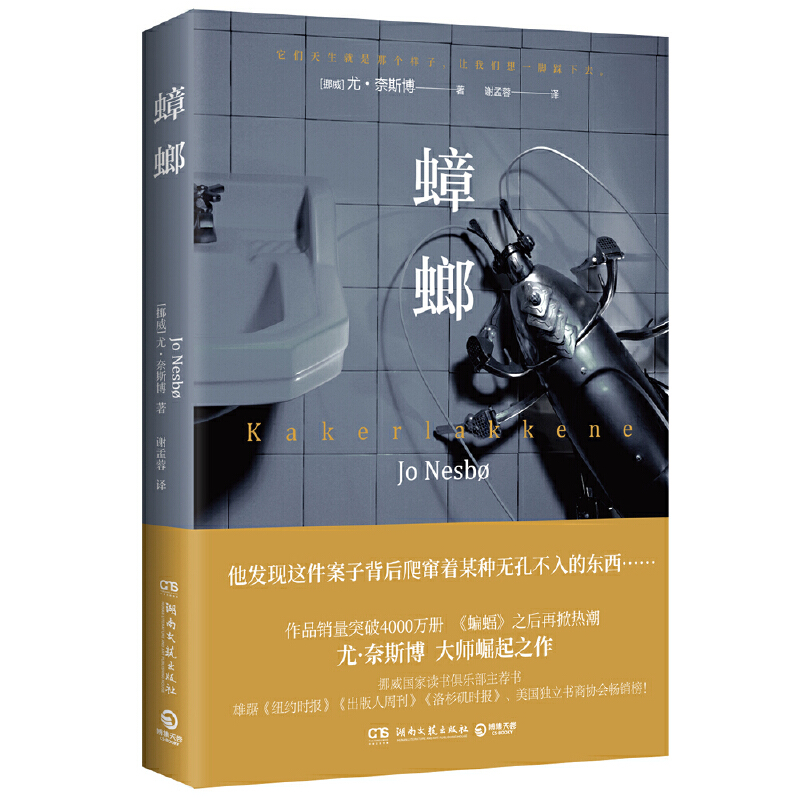 它们天生就是那个样子，让我们想一脚踩下去。
[挪威] 尤·奈斯博 —— 著 谢孟蓉 —— 译
蟑
螂
Kakerlakkene
Jo Nesbø
他发现这件案子背后爬窜着某种无孔不入的东西……
作品销量突破4000万册 《蝙蝠》之后再掀热潮
尤·奈斯博 大师崛起之作
挪威国家读书俱乐部主荐书
雄踞《纽约时报》《出版人周刊》《洛杉矶时报》、美国独立书商协会畅销榜！
湖南文艺出版社
博集天卷
CS-BOOKY
蟑螂
[挪威] 尤·奈斯博 著
Jo Nesbø
谢孟蓉 译
湖南文艺出版社
博集天卷
CS-BOOKY